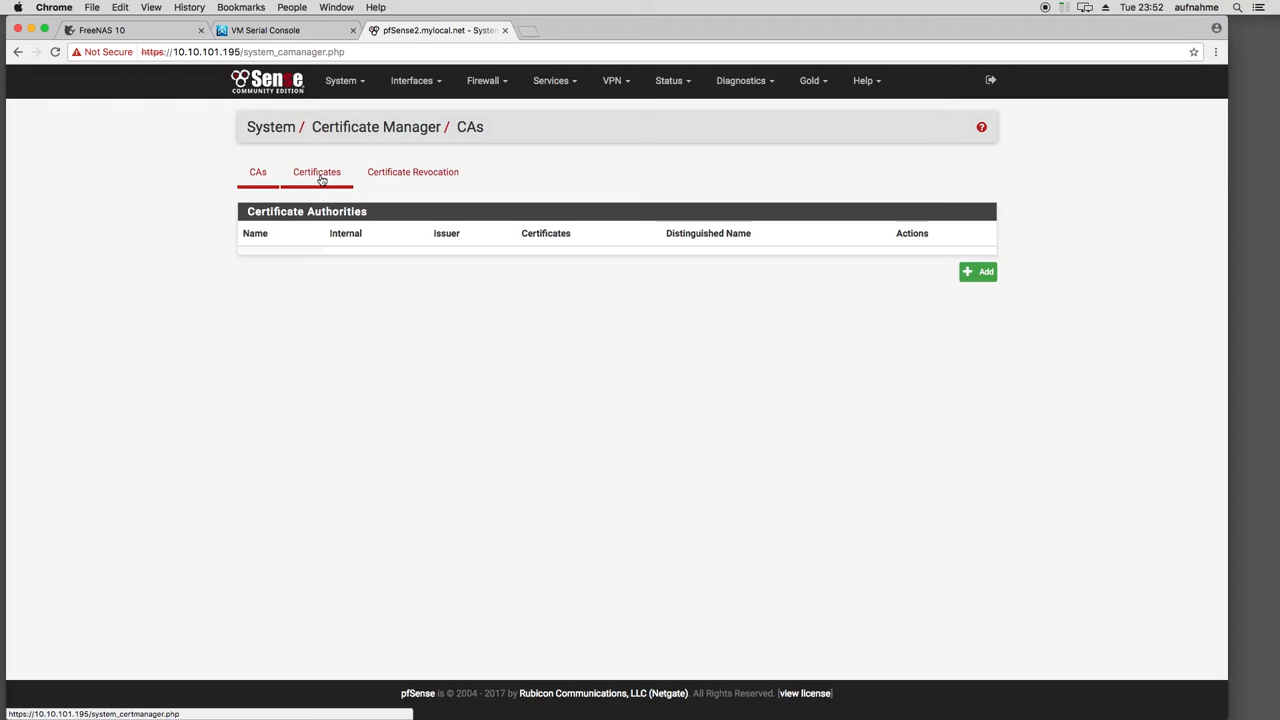 Chrome File Edit View History Bookmarks People Window Help Tue 23:52 aufnahme
FreeNAS 10 VM Serial Console pfSense2.mylocal.net - Syste
Not Secure https://10.10.101.195/system_camanager.php
Sense System Interfaces Firewall Services VPN Status Diagnostics Gold Help
COMMUNITY EDITION
System / Certificate Manager / CAs
CAs Certificates Certificate Revocation
Certificate Authorities
Name Internal Issuer Certificates Distinguished Name Actions
Add
pfSense is © 2004 - 2017 by Rubicon Communications, LLC (Netgate). All Rights Reserved. [view license]
https://10.10.101.195/system_certmanager.php